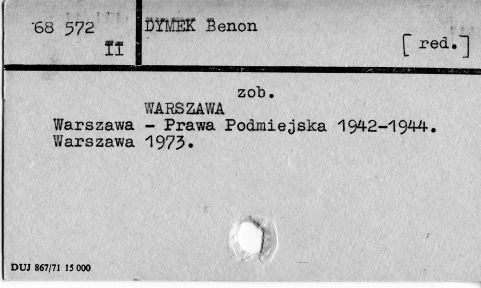 68 572
II
DYMEK Benon
[ red. ]
zob.
WARSZAWA
Warszawa - Prawa Podmiejska 1942-1944.
Warszawa 1973.
DUJ 867/71 15 000